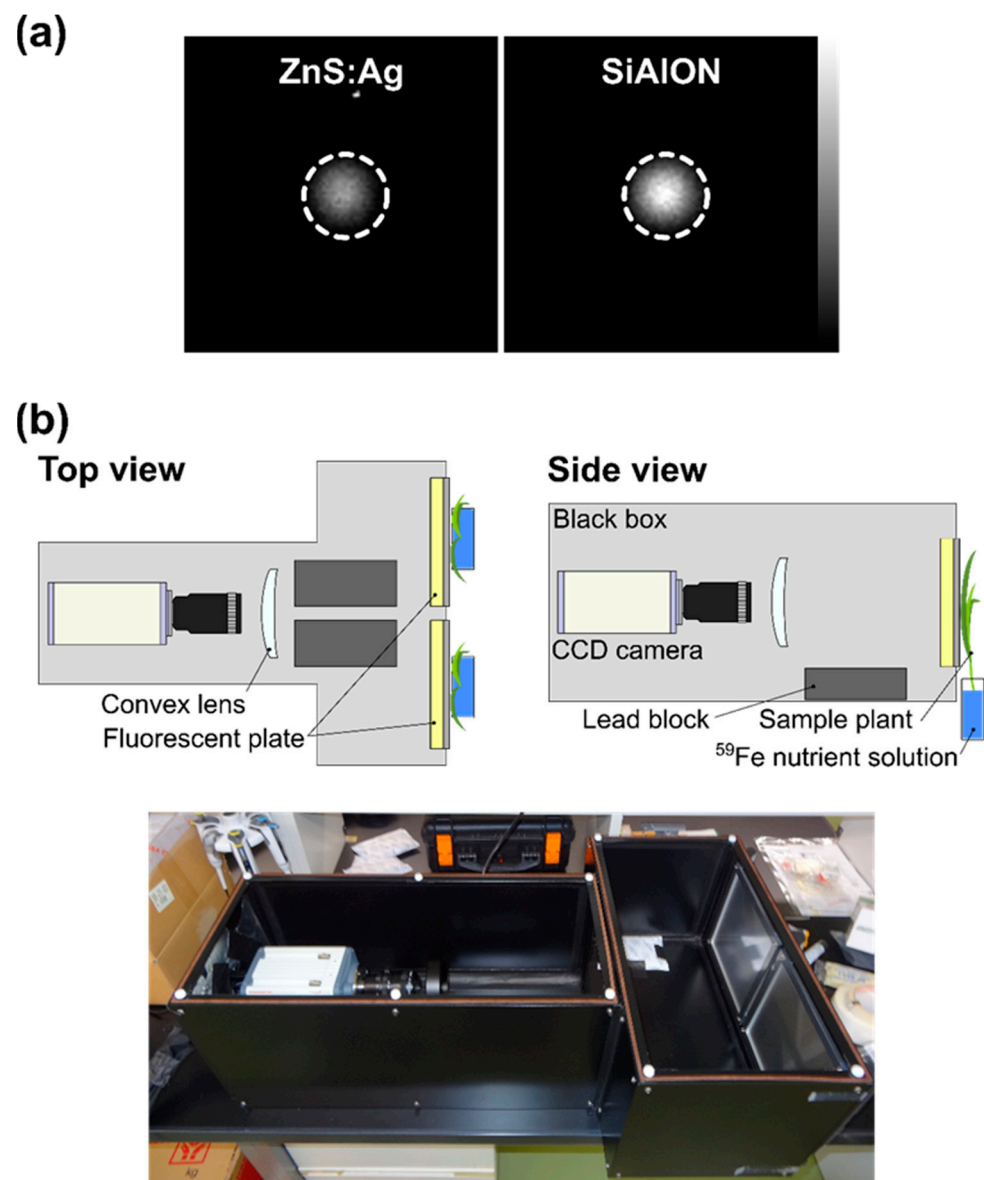 (a)
ZnS:Ag
SiAlON
(b)
Top view
Convex lens
Fluorescent plate
Side view
Black box
CCD camera
Lead block
Sample plant
⁵⁹Fe nutrient solution
kg